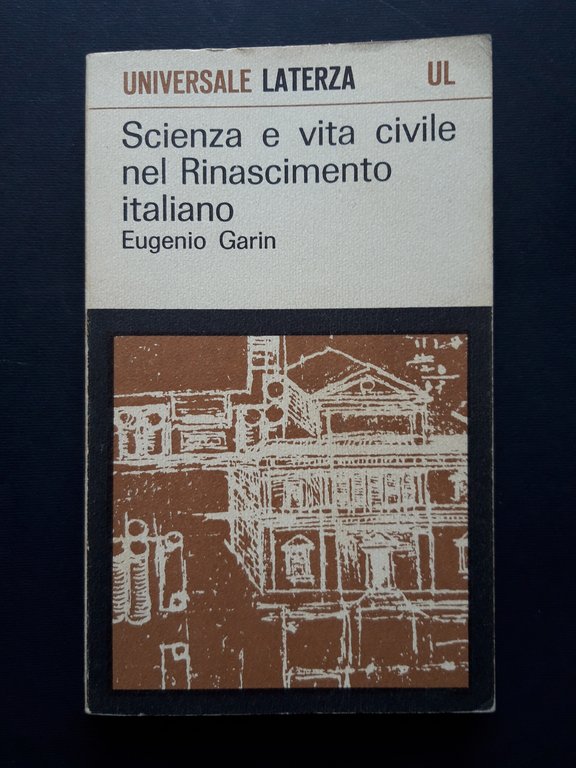 UNIVERSALE LATERZA UL
Scienza e vita civile
nel Rinascimento
italiano
Eugenio Garin